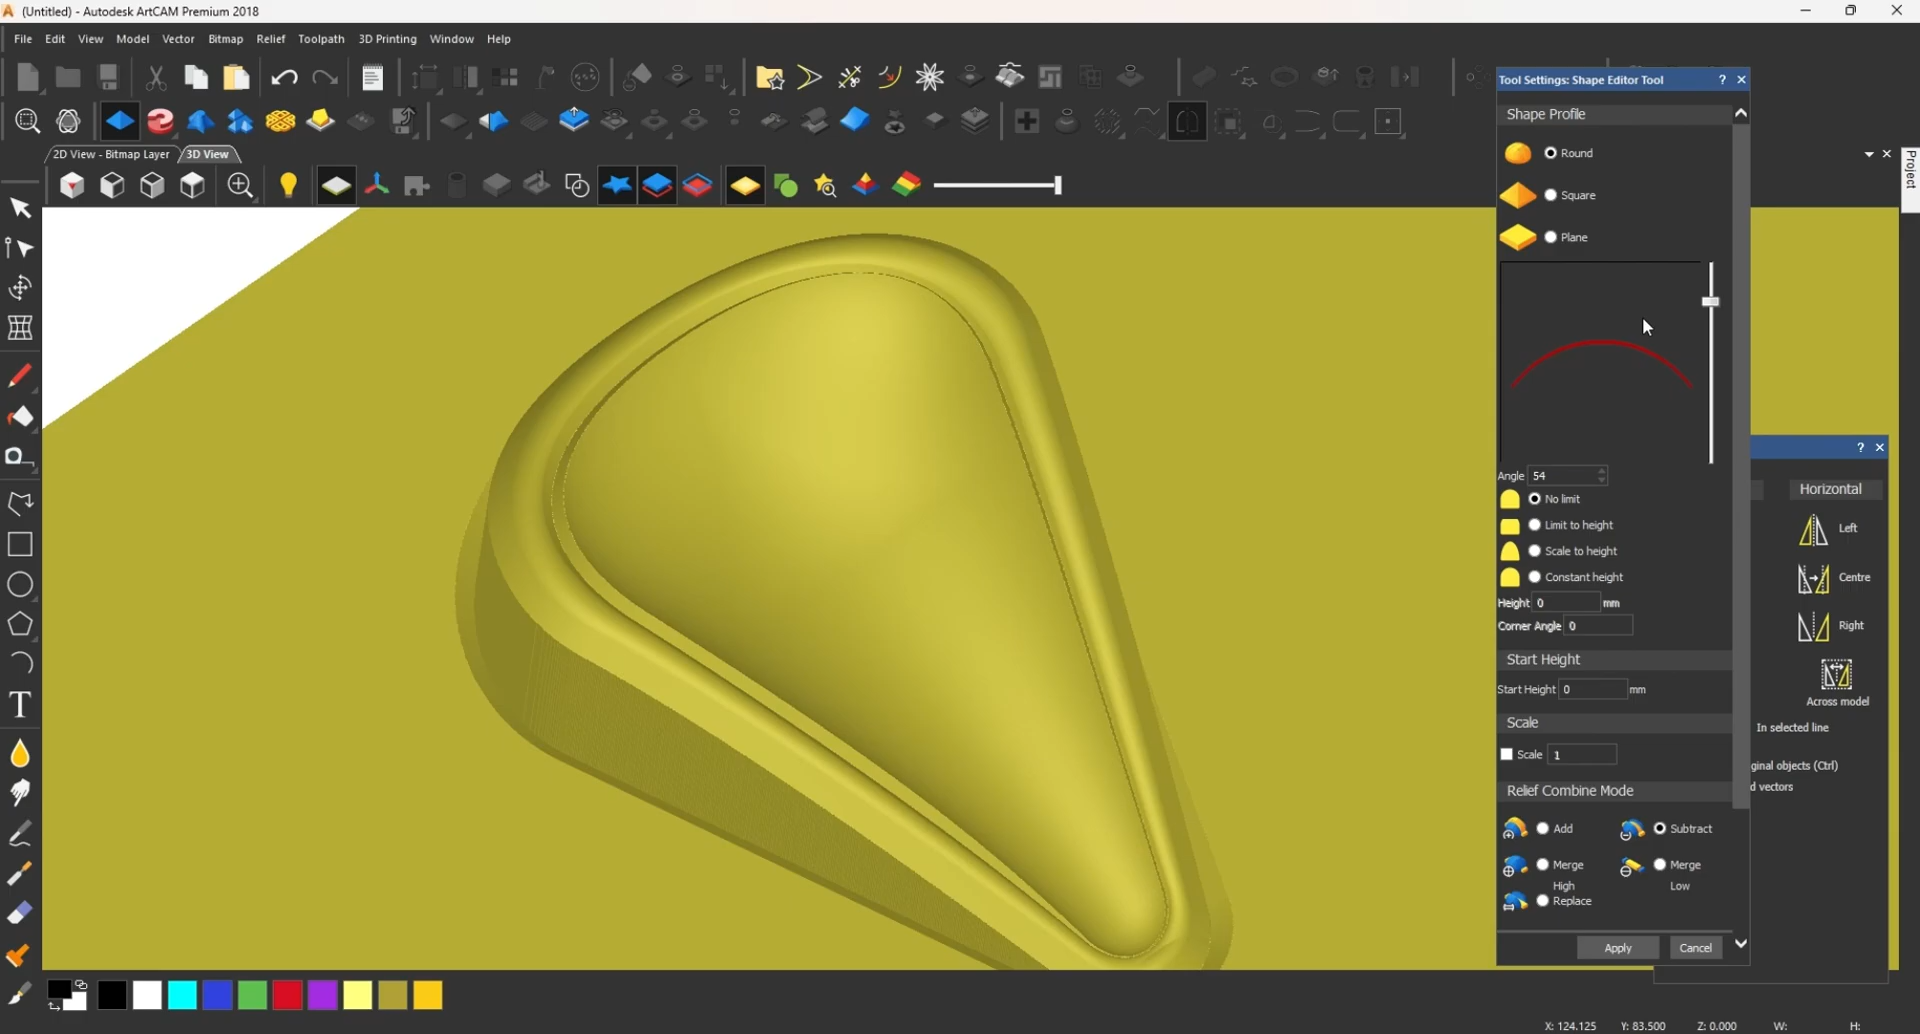 (Untitled) - Autodesk ArtCAM Premium 2018
File Edit View Model Vector Bitmap Relief Toolpath 3D Printing Window Help
2D View - Bitmap Layer 3D View
Project
Tool Settings: Shape Editor Tool ?
Shape Profile
Round
Square
Plane
Angle 54
No limit
Limit to height
Scale to height
Constant height
Height 0 mm
Corner Angle 0
Start Height
Start Height 0 mm
Scale
Scale 1
Relief Combine Mode
Add Subtract
Merge High Merge Low
Replace
Apply Cancel
?
Horizontal
Left
Centre
Right
Across model
In selected line
ginal objects (Ctrl)
d vectors
T
X: 124.125 Y: 83.500 Z: 0.000 W: H: